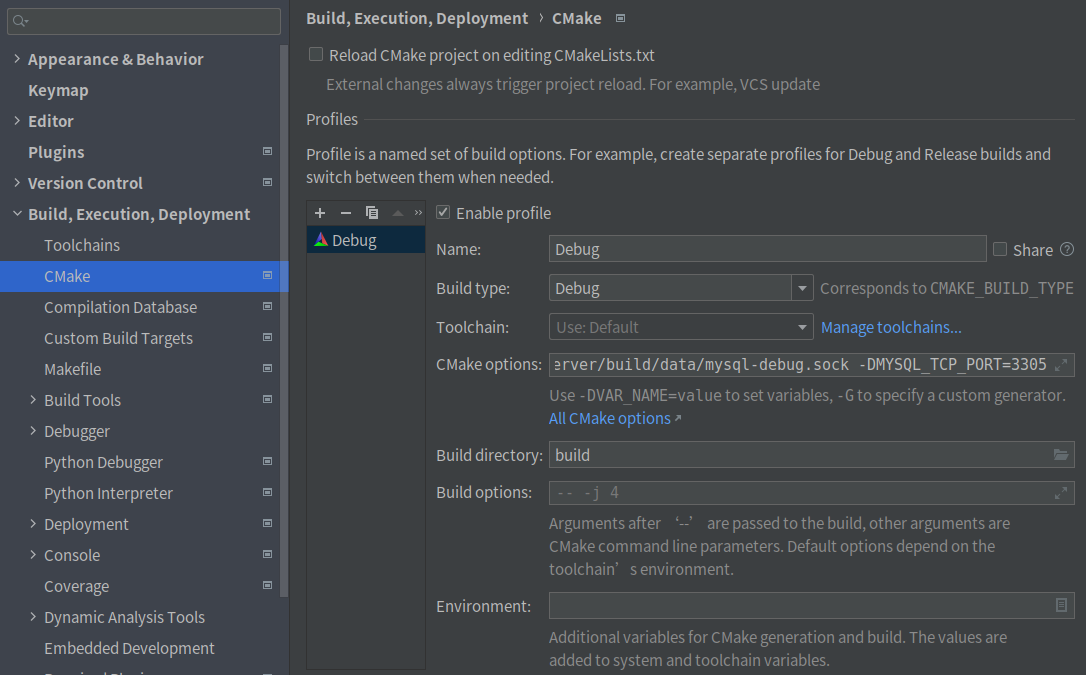 Appearance & Behavior
Keymap
Editor
Plugins
Version Control
Build, Execution, Deployment
Toolchains
CMake
Compilation Database
Custom Build Targets
Makefile
Build Tools
Debugger
Python Debugger
Python Interpreter
Deployment
Console
Coverage
Dynamic Analysis Tools
Embedded Development
Build, Execution, Deployment › CMake
Reload CMake project on editing CMakeLists.txt
External changes always trigger project reload. For example, VCS update
Profiles
Profile is a named set of build options. For example, create separate profiles for Debug and Release builds and
switch between them when needed.
Debug
Enable profile
Name: Debug Share ?
Build type: Debug Corresponds to CMAKE_BUILD_TYPE
Toolchain: Use: Default Manage toolchains...
CMake options: erver/build/data/mysql-debug.sock -DMYSQL_TCP_PORT=3305
Use -DVAR_NAME=value to set variables, -G to specify a custom generator.
All CMake options ↗
Build directory: build
Build options: -- -j 4
Arguments after ‘--’ are passed to the build, other arguments are
CMake command line parameters. Default options depend on the
toolchain’s environment.
Environment:
Additional variables for CMake generation and build. The values are
added to system and toolchain variables.